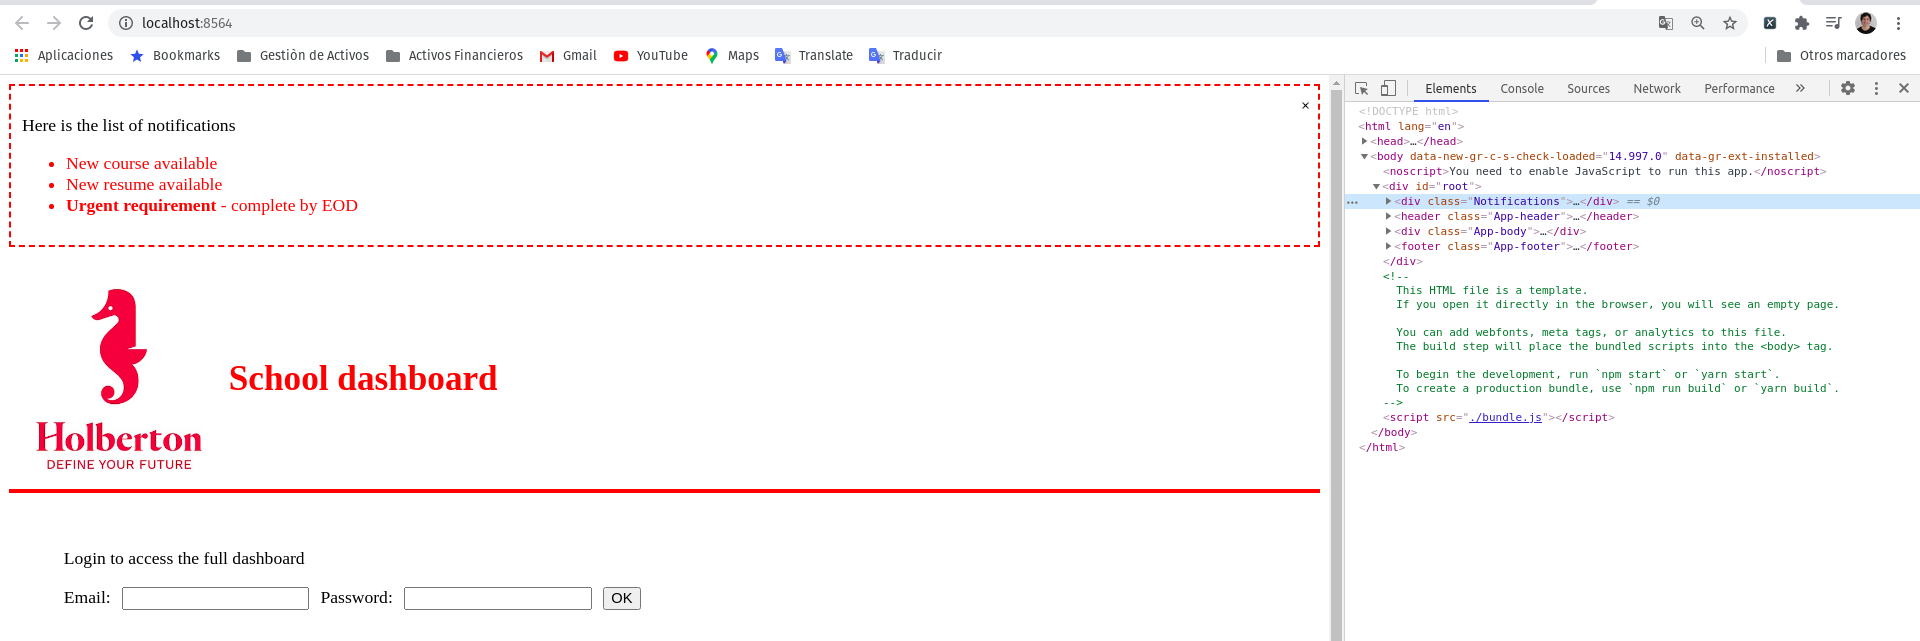 localhost:8564
Aplicaciones Bookmarks Gestiòn de Activos Activos Financieros Gmail YouTube Maps Translate Traducir Otros marcadores
×
Here is the list of notifications
New course available
New resume available
Urgent requirement - complete by EOD
Holberton
DEFINE YOUR FUTURE
School dashboard
Login to access the full dashboard
Email: Password: OK
Elements Console Sources Network Performance »
<!DOCTYPE html>
<html lang="en">
<head>…</head>
<body data-new-gr-c-s-check-loaded="14.997.0" data-gr-ext-installed>
<noscript>You need to enable JavaScript to run this app.</noscript>
<div id="root">
<div class="Notifications">…</div> == $0
<header class="App-header">…</header>
<div class="App-body">…</div>
<footer class="App-footer">…</footer>
</div>
<!--
This HTML file is a template.
If you open it directly in the browser, you will see an empty page.
You can add webfonts, meta tags, or analytics to this file.
The build step will place the bundled scripts into the <body> tag.
To begin the development, run `npm start` or `yarn start`.
To create a production bundle, use `npm run build` or `yarn build`.
-->
<script src="./bundle.js"></script>
</body>
</html>